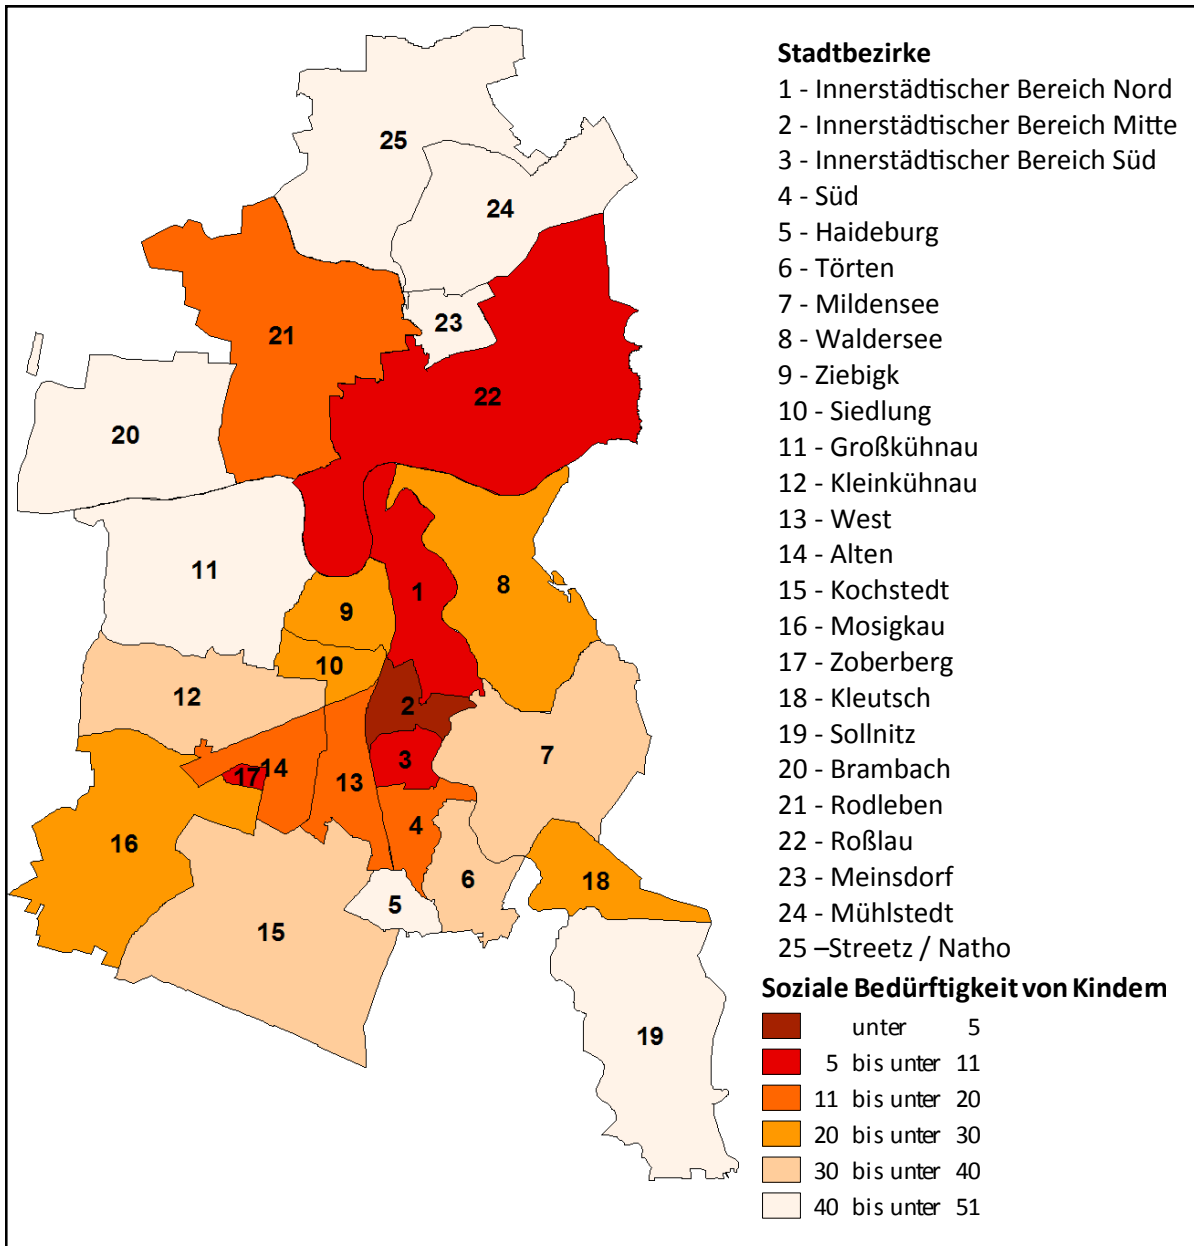 Stadtbezirke
1 - Innerstädtischer Bereich Nord
2 - Innerstädtischer Bereich Mitte
3 - Innerstädtischer Bereich Süd
4 - Süd
5 - Haideburg
6 - Törten
7 - Mildensee
8 - Waldersee
9 - Ziebigk
10 - Siedlung
11 - Großkühnau
12 - Kleinkühnau
13 - West
14 - Alten
15 - Kochstedt
16 - Mosigkau
17 - Zoberberg
18 - Kleutsch
19 - Sollnitz
20 - Brambach
21 - Rodleben
22 - Roßlau
23 - Meinsdorf
24 - Mühlstedt
25 –Streetz / Natho
Soziale Bedürftigkeit von Kindern
unter 5
5 bis unter 11
11 bis unter 20
20 bis unter 30
30 bis unter 40
40 bis unter 51
25
24
23
21
22
20
11
8
1
9
10
12
2
7
3
17
14
13
4
16
6
18
5
15
19